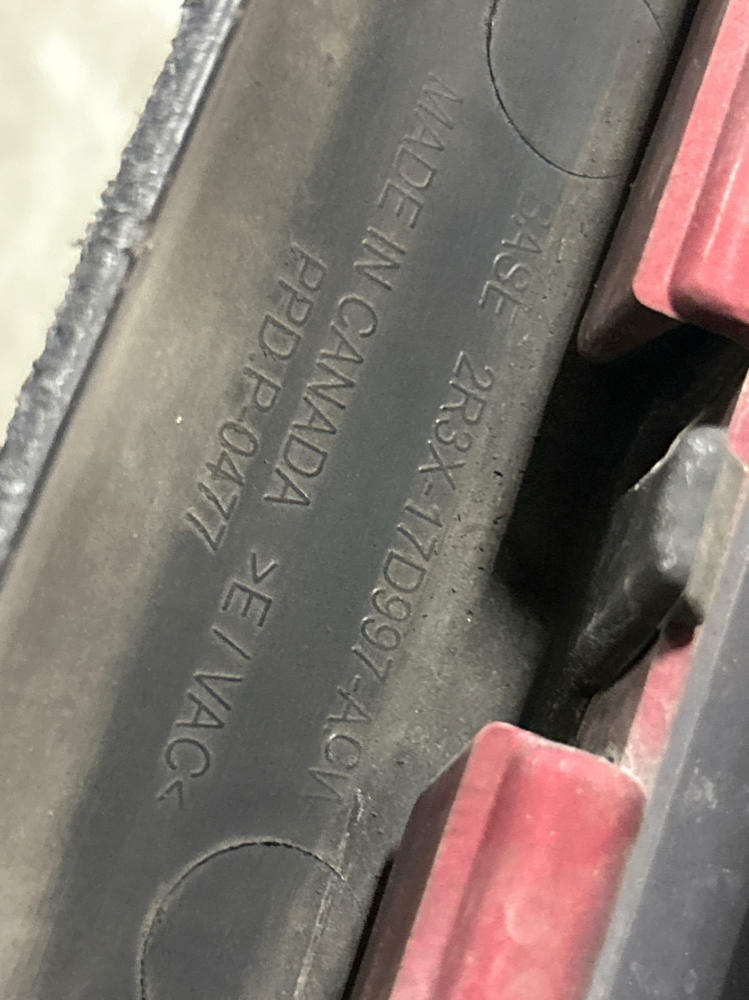 BASE 2R3X-17D997-ACW
MADE IN CANADA >E / VAC<
PPD.P-0477